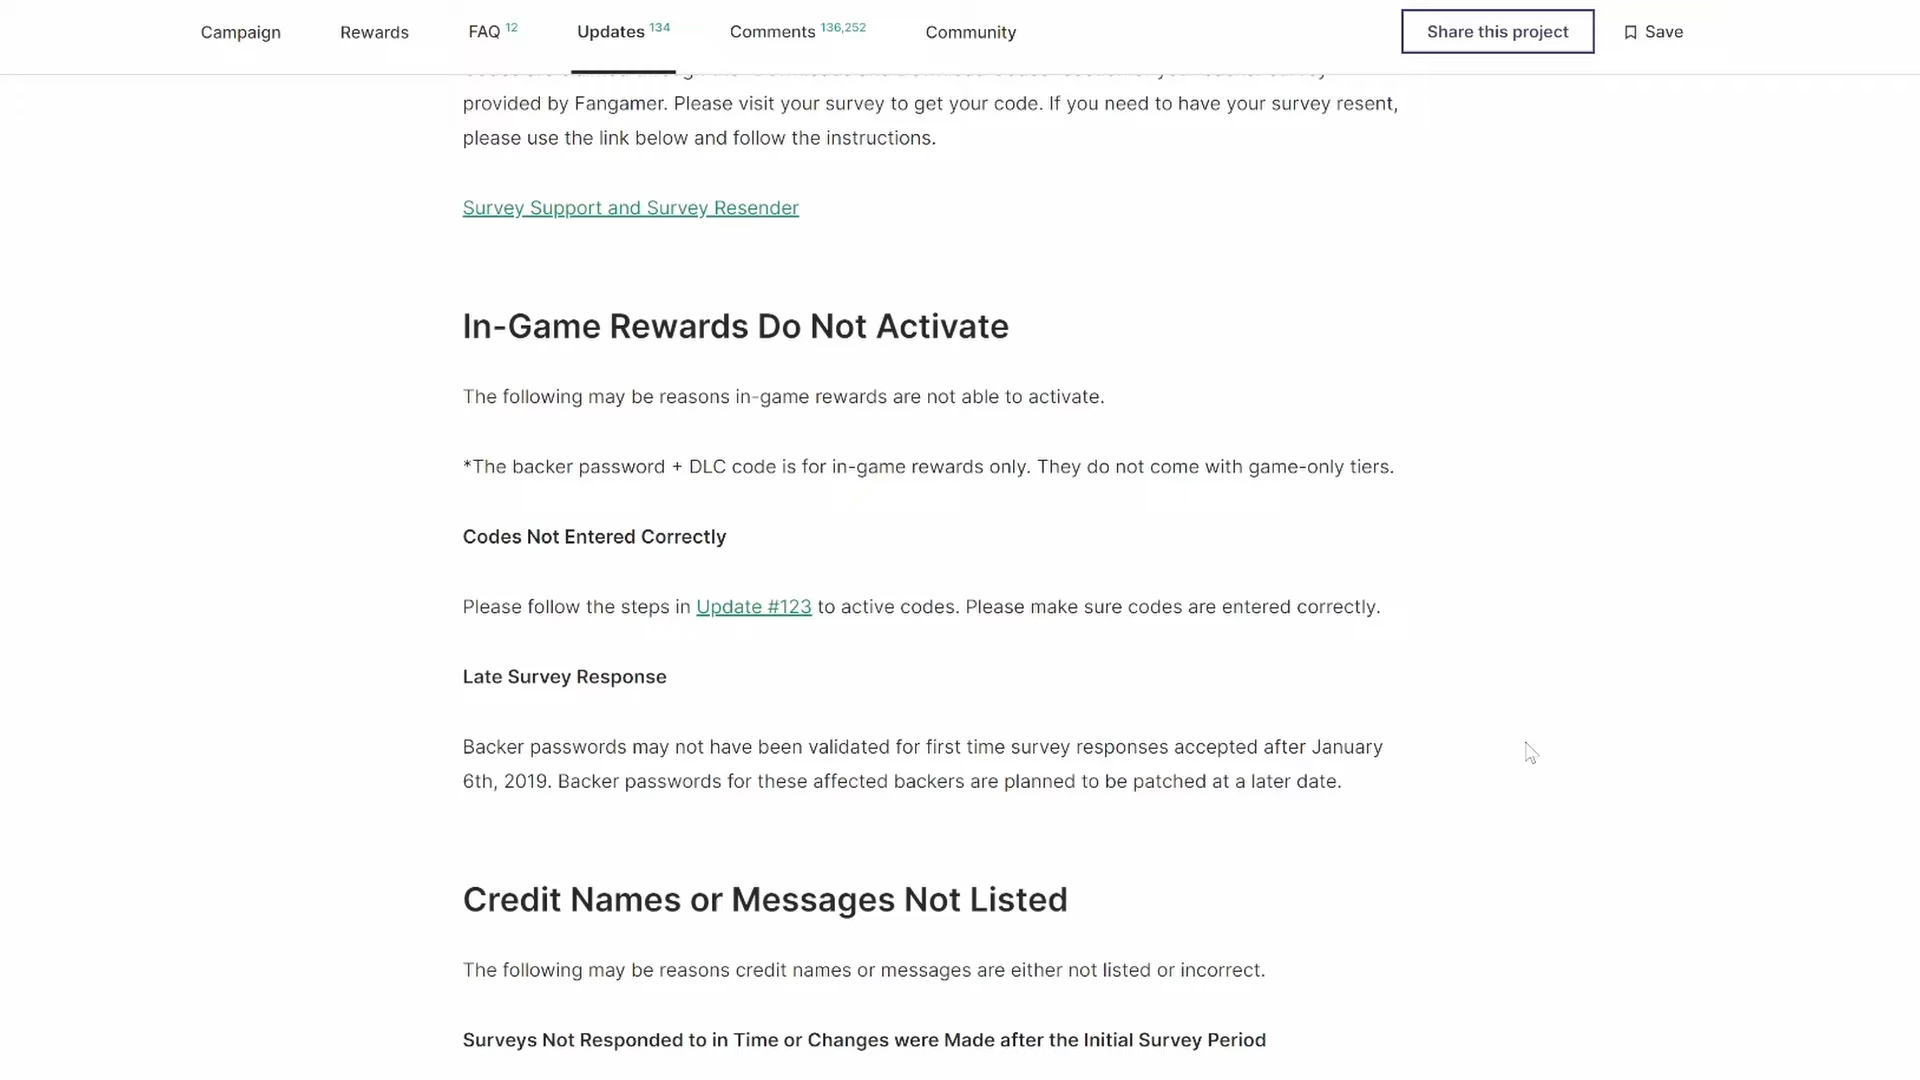 Campaign Rewards FAQ 12 Updates 134 Comments 136,252 Community Share this project Save
provided by Fangamer. Please visit your survey to get your code. If you need to have your survey resent,
please use the link below and follow the instructions.
Survey Support and Survey Resender
In-Game Rewards Do Not Activate
The following may be reasons in-game rewards are not able to activate.
*The backer password + DLC code is for in-game rewards only. They do not come with game-only tiers.
Codes Not Entered Correctly
Please follow the steps in Update #123 to active codes. Please make sure codes are entered correctly.
Late Survey Response
Backer passwords may not have been validated for first time survey responses accepted after January
6th, 2019. Backer passwords for these affected backers are planned to be patched at a later date.
Credit Names or Messages Not Listed
The following may be reasons credit names or messages are either not listed or incorrect.
Surveys Not Responded to in Time or Changes were Made after the Initial Survey Period